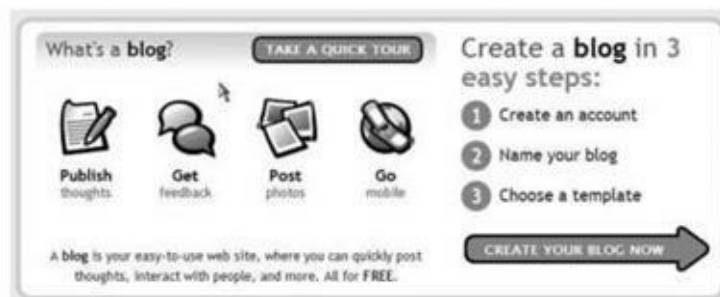 What's a blog?
TAKE A QUICK TOUR
Publish
thoughts
Get
feedback
Post
photos
Go
mobile
A blog is your easy-to-use web site, where you can quickly post
thoughts, interact with people, and more. All for FREE.
Create a blog in 3
easy steps:
1 Create an account
2 Name your blog
3 Choose a template
CREATE YOUR BLOG NOW